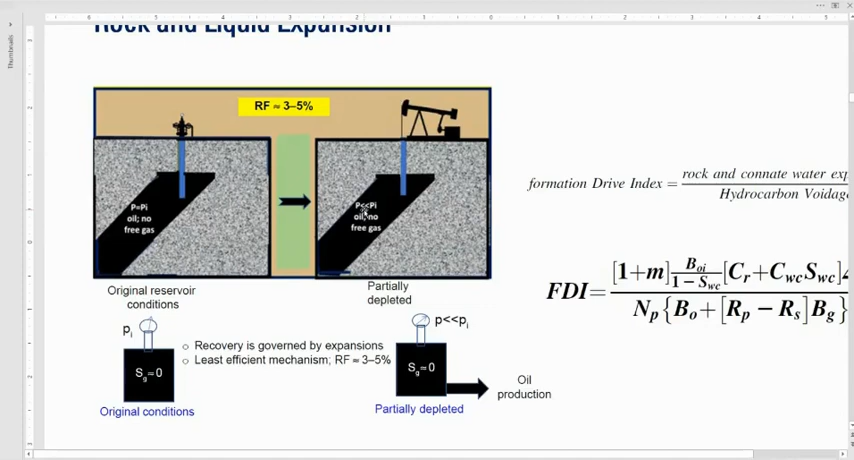 Thumbnails
Rock and Liquid Expansion
RF ≈ 3–5%
P=Pi
oil; no
free gas
P<<Pi
oil; no
free gas
Original reservoir
conditions
Partially
depleted
formation Drive Index = rock and connate water exp
Hydrocarbon Voidage
FDI= [1+m] Boi / 1 − Swc [Cr+CwcSwc]
Np{Bo+[Rp − Rs]Bg}
pi
p<<pi
Recovery is governed by expansions
Least efficient mechanism; RF ≈ 3–5%
Sg=0
Sg=0
Oil
production
Original conditions
Partially depleted